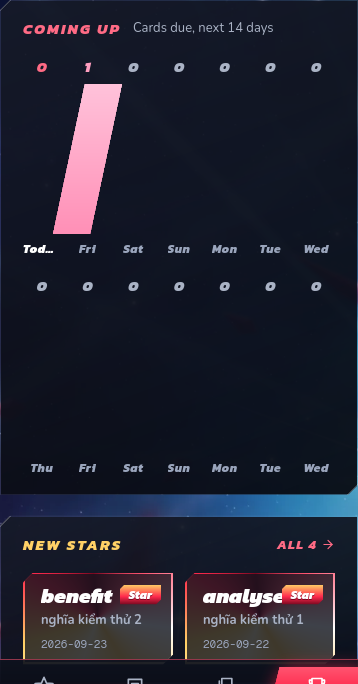 COMING UP Cards due, next 14 days
0 1 0 0 0 0 0
Tod... Fri Sat Sun Mon Tue Wed
0 0 0 0 0 0 0
Thu Fri Sat Sun Mon Tue Wed
NEW STARS ALL 4 →
benefit Star analyse Star
nghĩa kiểm thử 2 nghĩa kiểm thử 1
2026-09-23 2026-09-22